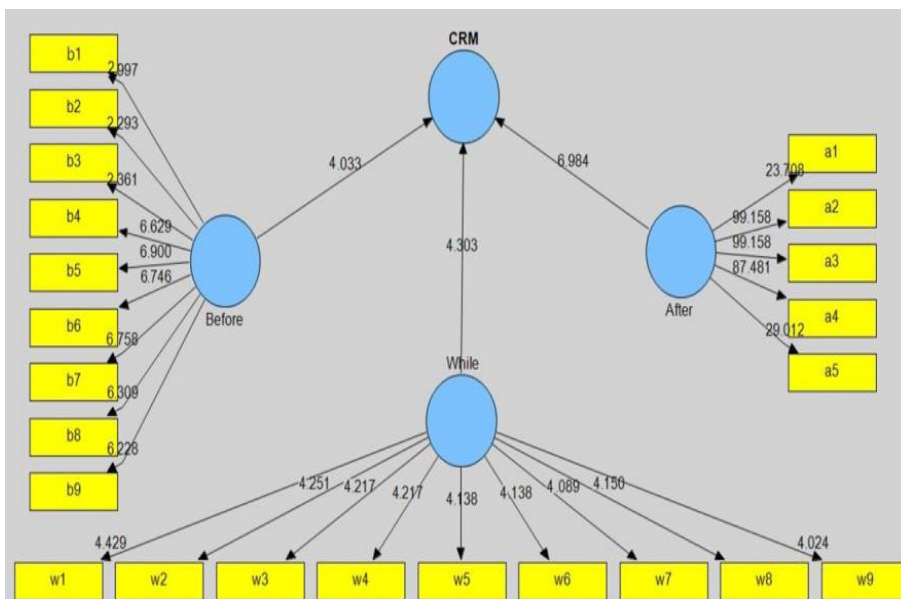 CRM
b1
2.997
b2
2.293
b3
2.361
b4
6.629
b5
6.900
b6
6.746
b7
6.758
b8
6.309
b9
6.228
Before
4.033
4.303
6.984
After
a1
23.708
a2
99.158
a3
99.158
a4
87.481
a5
29.012
While
4.429
4.251
4.217
4.217
4.138
4.138
4.089
4.150
4.024
w1 w2 w3 w4 w5 w6 w7 w8 w9